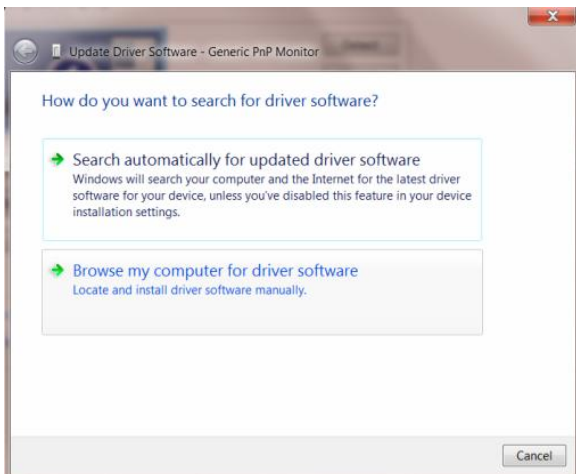 Update Driver Software - Generic PnP Monitor
How do you want to search for driver software?
Search automatically for updated driver software
Windows will search your computer and the Internet for the latest driver
software for your device, unless you've disabled this feature in your device
installation settings.
Browse my computer for driver software
Locate and install driver software manually.
Cancel